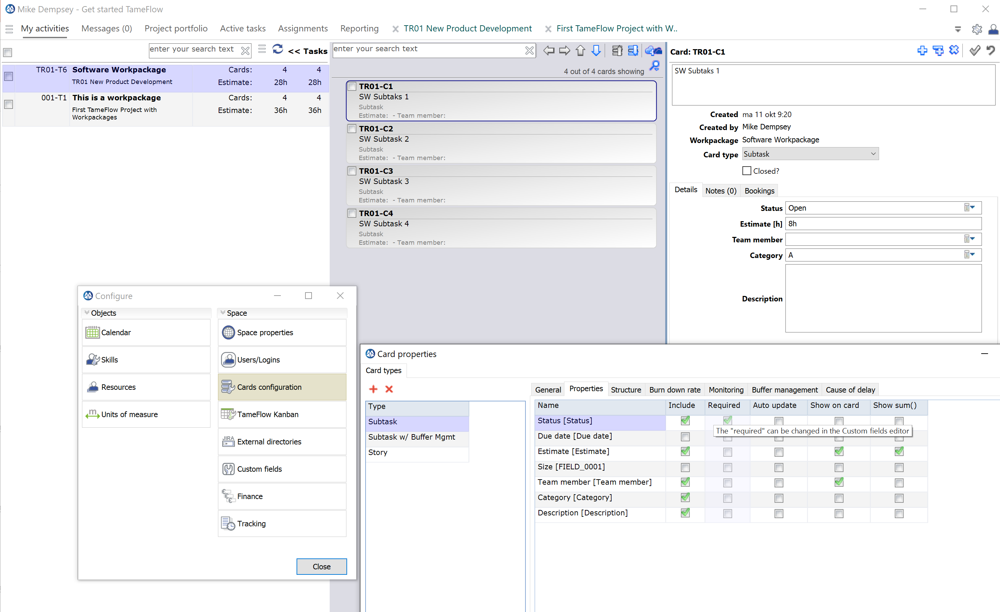 Mike Dempsey - Get started TameFlow
My activities
Messages (0)
Project portfolio
Active tasks
Assignments
Reporting
TR01 New Product Development
First TameFlow Project with W..
enter your search text
<< Tasks
TR01-T6
Software Workpackage
TR01 New Product Development
Cards: 4 4
Estimate: 28h 28h
001-T1
This is a workpackage
First TameFlow Project with
Workpackages
Cards: 4 4
Estimate: 36h 36h
enter your search text
4 out of 4 cards showing
TR01-C1
SW Subtaks 1
Subtask
Estimate: - Team member:
TR01-C2
SW Subtask 2
Subtask
Estimate: - Team member:
TR01-C3
SW Subtask 3
Subtask
Estimate: - Team member:
TR01-C4
SW Subtask 4
Subtask
Estimate: - Team member:
Card: TR01-C1
SW Subtaks 1
Created ma 11 okt 9:20
Created by Mike Dempsey
Workpackage Software Workpackage
Card type Subtask
Closed?
Details
Notes (0)
Bookings
Status Open
Estimate [h] 8h
Team member
Category A
Description
Configure
Objects
Calendar
Skills
Resources
Units of measure
Space
Space properties
Users/Logins
Cards configuration
TameFlow Kanban
JIRA
External directories
Custom fields
Finance
Tracking
Close
Card properties
Card types
Type
Subtask
Subtask w/ Buffer Mgmt
Story
General
Properties
Structure
Burn down rate
Monitoring
Buffer management
Cause of delay
Name Include Required Auto update Show on card Show sum()
Status [Status]
The "required" can be changed in the Custom fields editor
Due date [Due date]
Estimate [Estimate]
Size [FIELD_0001]
Team member [Team member]
Category [Category]
Description [Description]